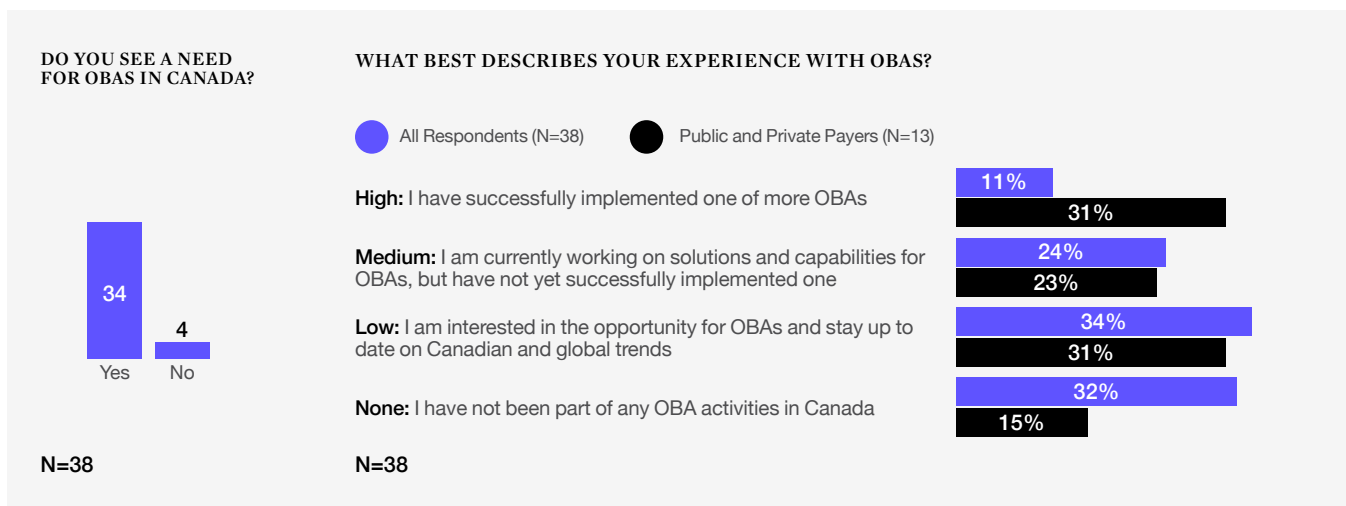 DO YOU SEE A NEED
FOR OBAS IN CANADA?
34
4
Yes
No
N=38
WHAT BEST DESCRIBES YOUR EXPERIENCE WITH OBAS?
All Respondents (N=38)
Public and Private Payers (N=13)
High: I have successfully implemented one of more OBAs
11%
31%
Medium: I am currently working on solutions and capabilities for
OBAs, but have not yet successfully implemented one
24%
23%
Low: I am interested in the opportunity for OBAs and stay up to
date on Canadian and global trends
34%
31%
None: I have not been part of any OBA activities in Canada
32%
15%
N=38